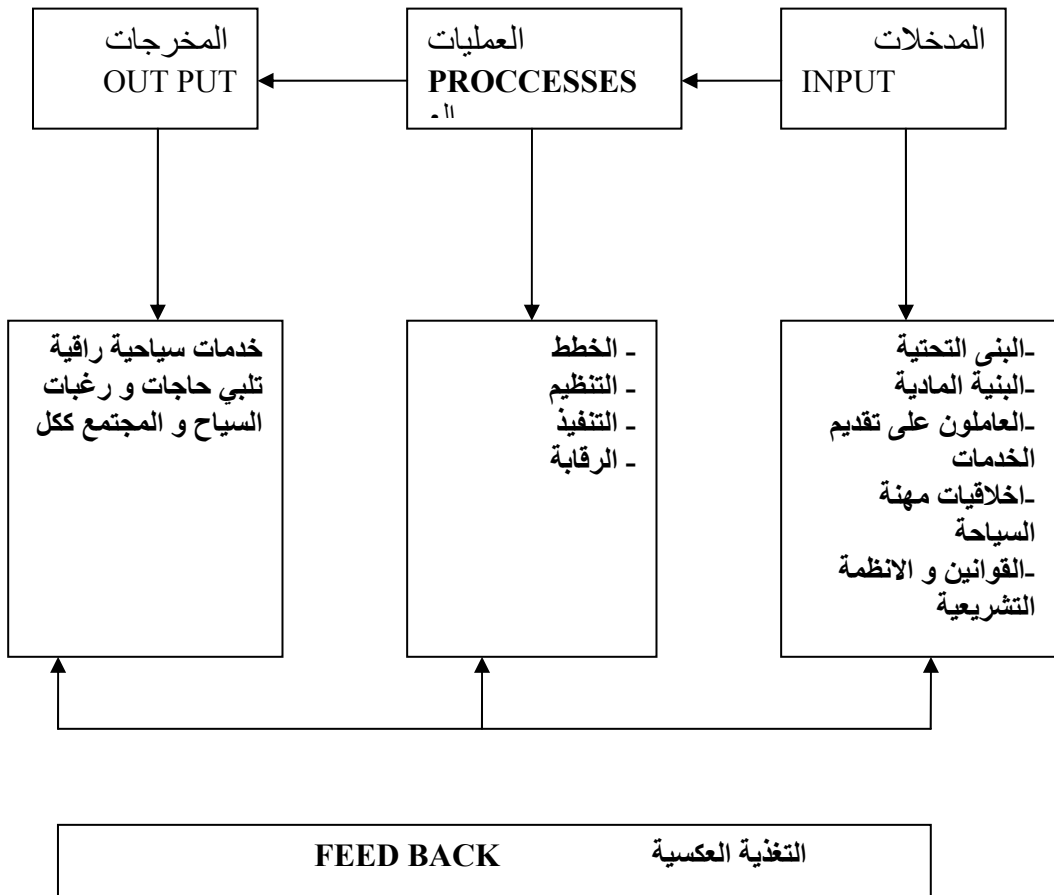 المدخلات
INPUT
العمليات
PROCCESSES
المخرجات
OUT PUT
-البنى التحتية
-البنية المادية
-العاملون على تقديم
الخدمات
-اخلاقيات مهنة
السياحة
-القوانين و الانظمة
التشريعية
- الخطط
- التنظيم
- التنفيذ
- الرقابة
خدمات سياحية راقية
تلبي حاجات و رغبات
السياح و المجتمع ككل
التغذية العكسية FEED BACK